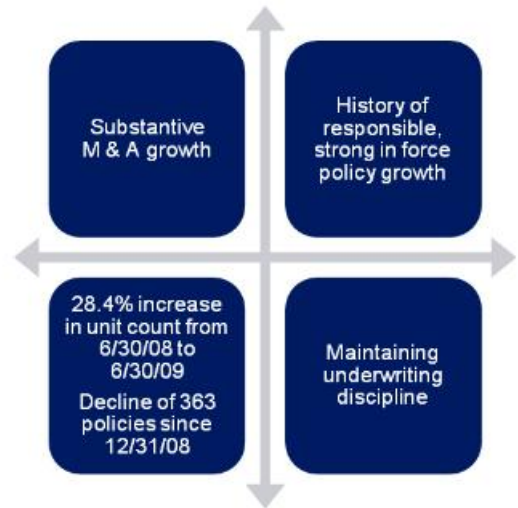 Substantive
M & A growth
History of
responsible,
strong in force
policy growth
28.4% increase
in unit count from
6/30/08 to
6/30/09
Decline of 363
policies since
12/31/08
Maintaining
underwriting
discipline